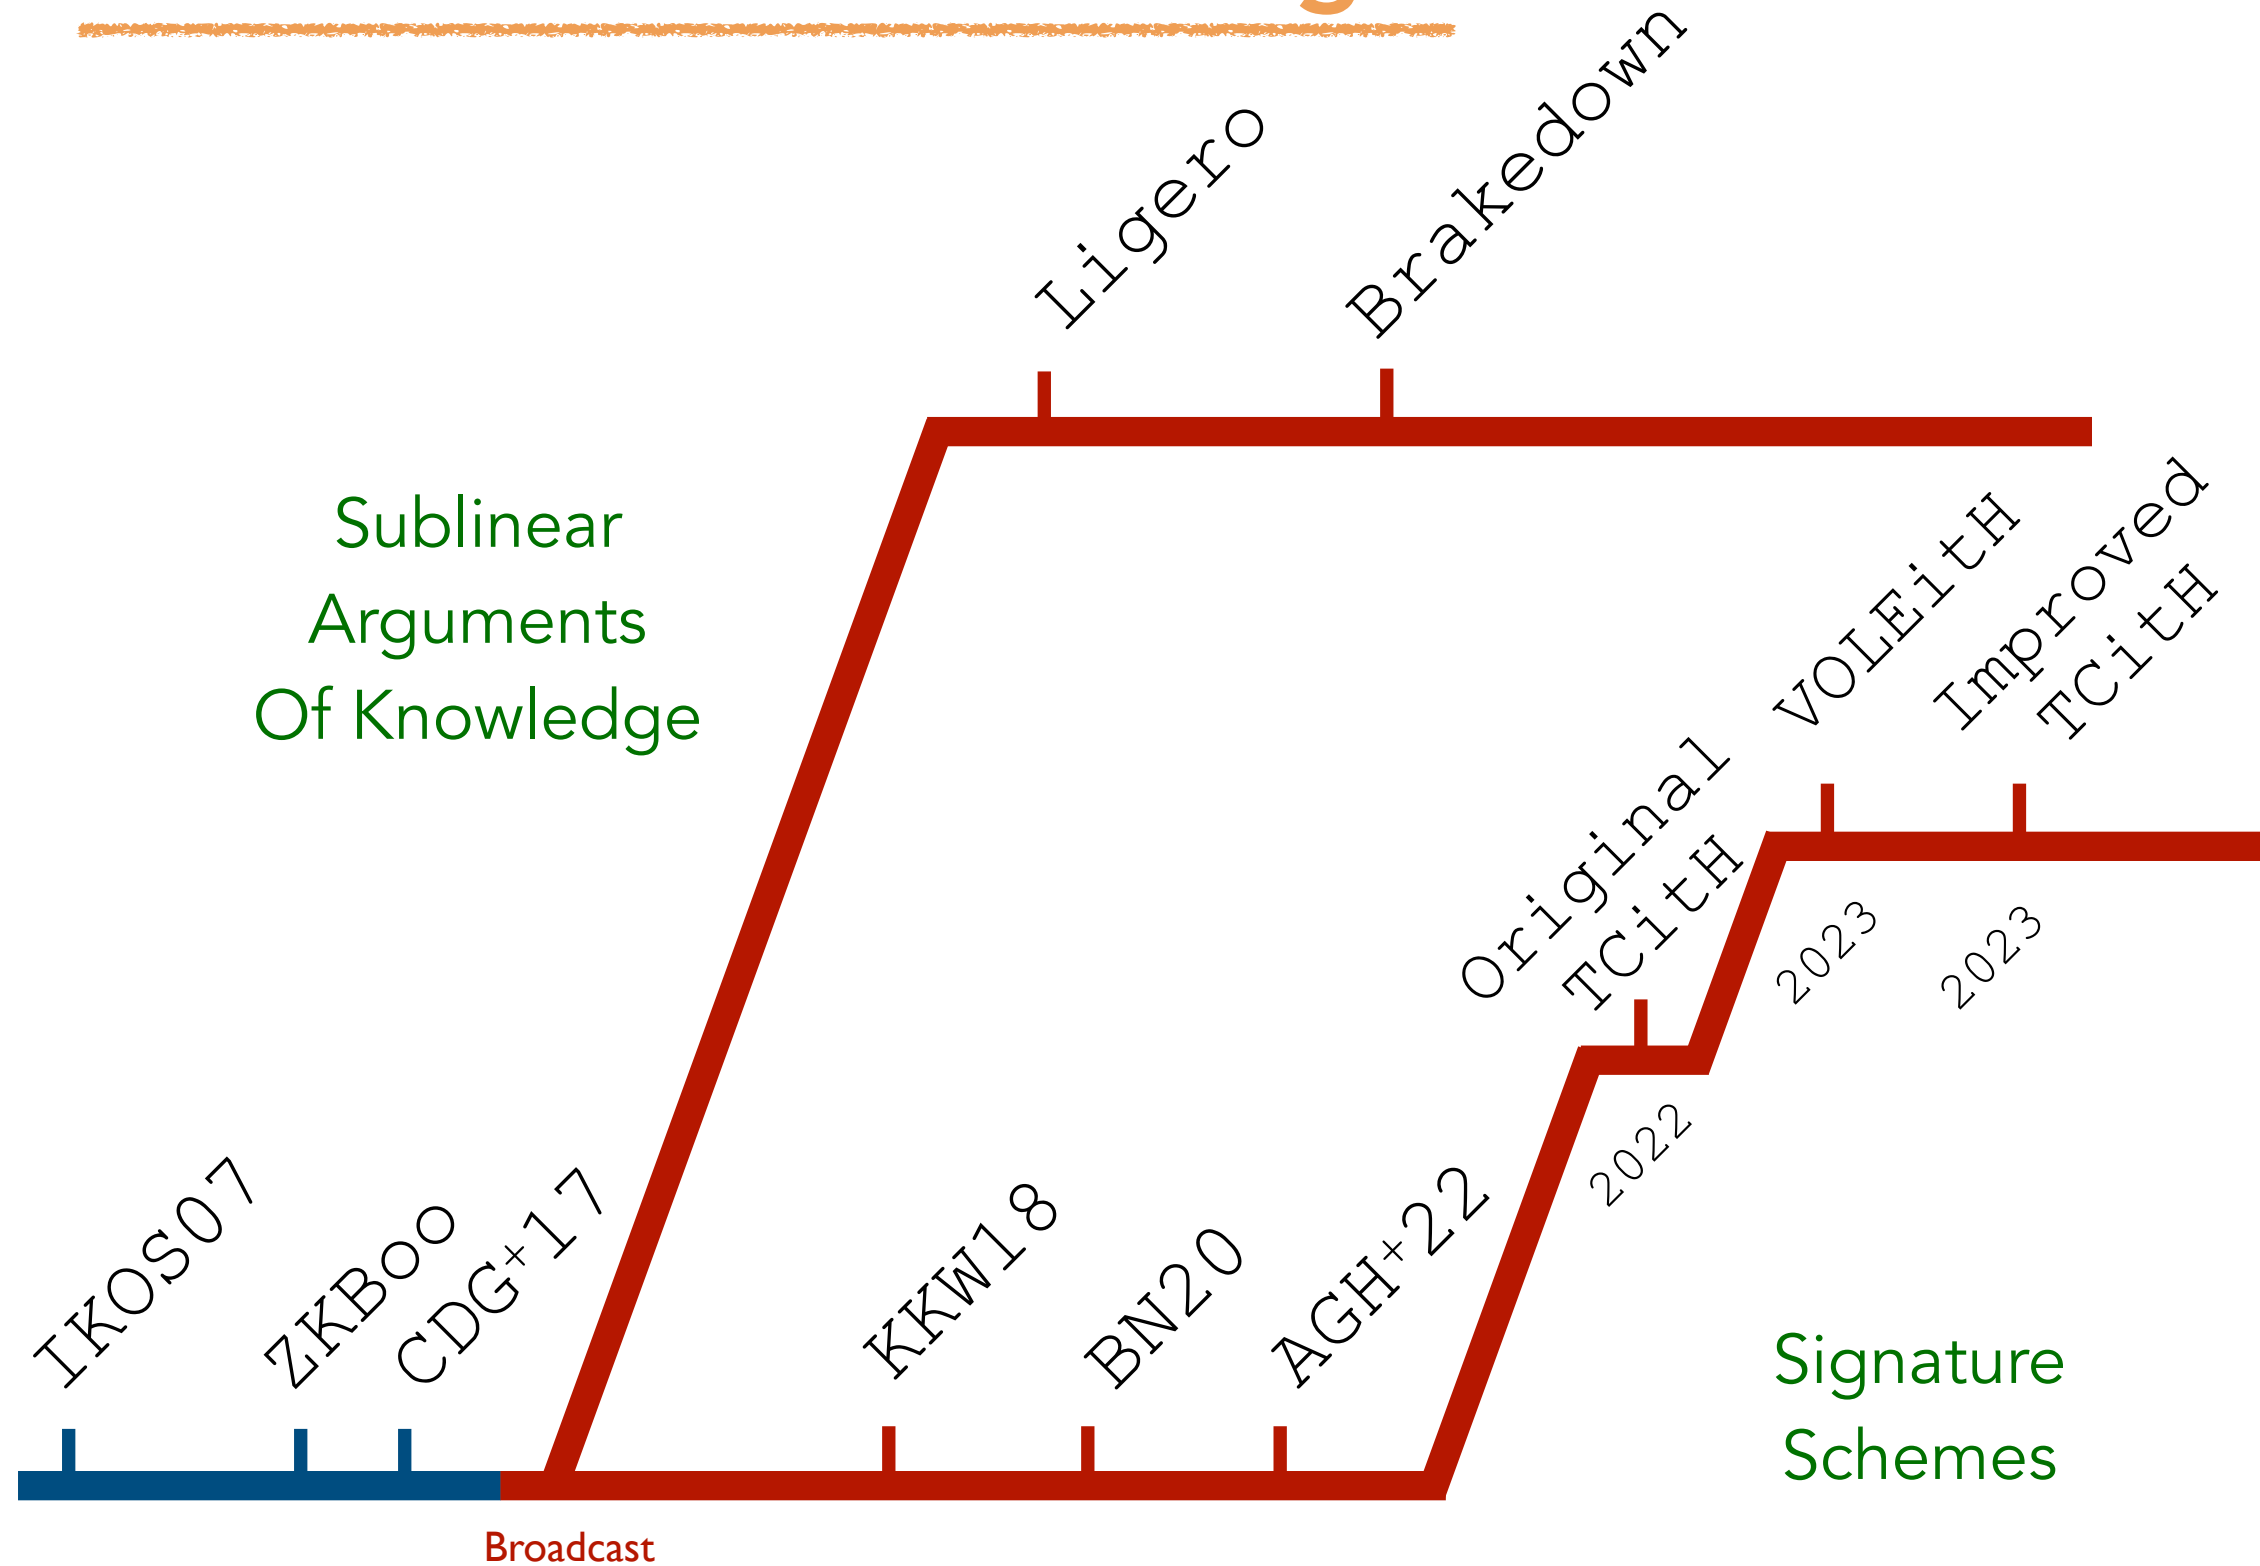 Ligero
Brakedown
Sublinear
Arguments
Of Knowledge
VOLEitH
Improved
TCitH
Original
TCitH
2023
2023
2022
IKOS07
ZKBoo
CDG+17
KKW18
BN20
AGH+22
Signature
Schemes
Broadcast